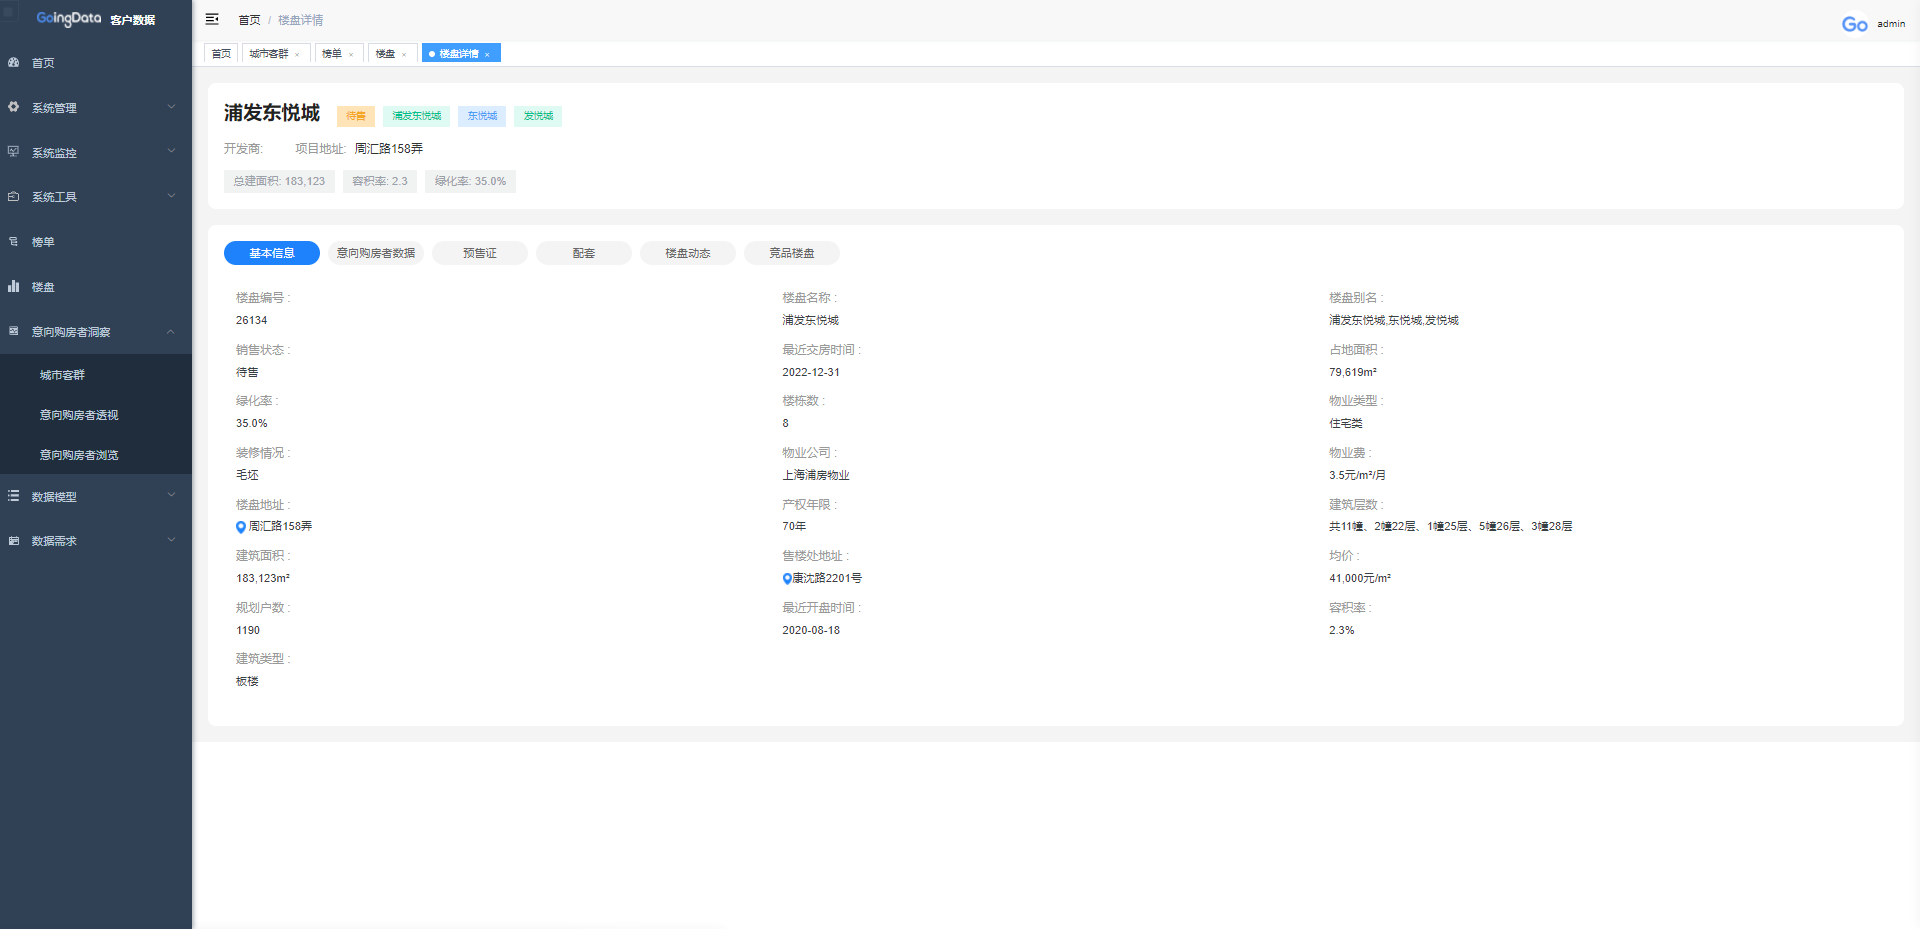 GoingData 客户数据
首页
系统管理
系统监控
系统工具
榜单
楼盘
意向购房者洞察
城市客群
意向购房者透视
意向购房者浏览
数据模型
数据需求
首页 / 楼盘详情
Go admin
首页 城市客群 × 榜单 × 楼盘 × 楼盘详情 ×
浦发东悦城 待售 浦发东悦城 东悦城 发悦城
开发商: 项目地址: 周汇路158弄
总建面积: 183,123 容积率: 2.3 绿化率: 35.0%
基本信息 意向购房者数据 预售证 配套 楼盘动态 竞品楼盘
楼盘编号 : 楼盘名称 : 楼盘别名 :
26134 浦发东悦城 浦发东悦城,东悦城,发悦城
销售状态 : 最近交房时间 : 占地面积 :
待售 2022-12-31 79,619m²
绿化率 : 楼栋数 : 物业类型 :
35.0% 8 住宅类
装修情况 : 物业公司 : 物业费 :
毛坯 上海浦房物业 3.5元/m²/月
楼盘地址 : 产权年限 : 建筑层数 :
周汇路158弄 70年 共11幢、2幢22层、1幢25层、5幢26层、3幢28层
建筑面积 : 售楼处地址 : 均价 :
183,123m² 康沈路2201号 41,000元/m²
规划户数 : 最近开盘时间 : 容积率 :
1190 2020-08-18 2.3%
建筑类型 :
板楼